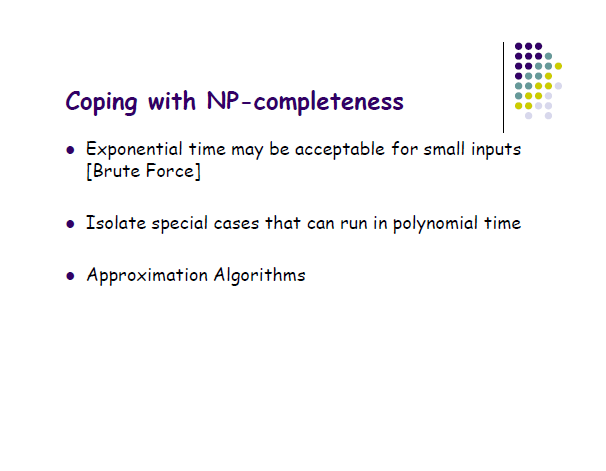 Coping with NP-completeness
Exponential time may be acceptable for small inputs
[Brute Force]
Isolate special cases that can run in polynomial time
Approximation Algorithms